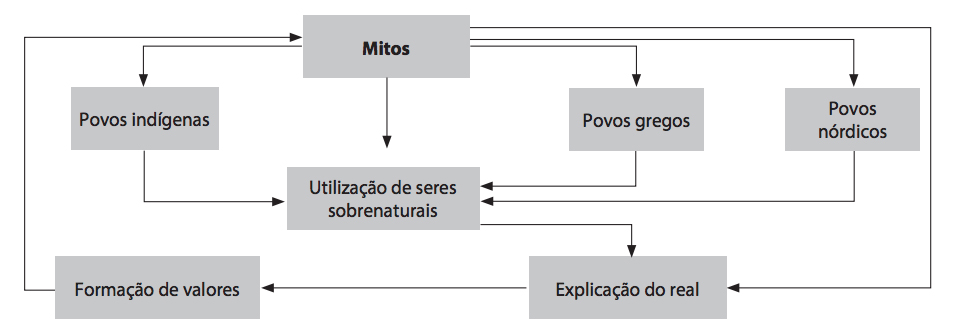 Mitos
Povos indígenas
Povos gregos
Povos
nórdicos
Utilização de seres
sobrenaturais
Formação de valores
Explicação do real